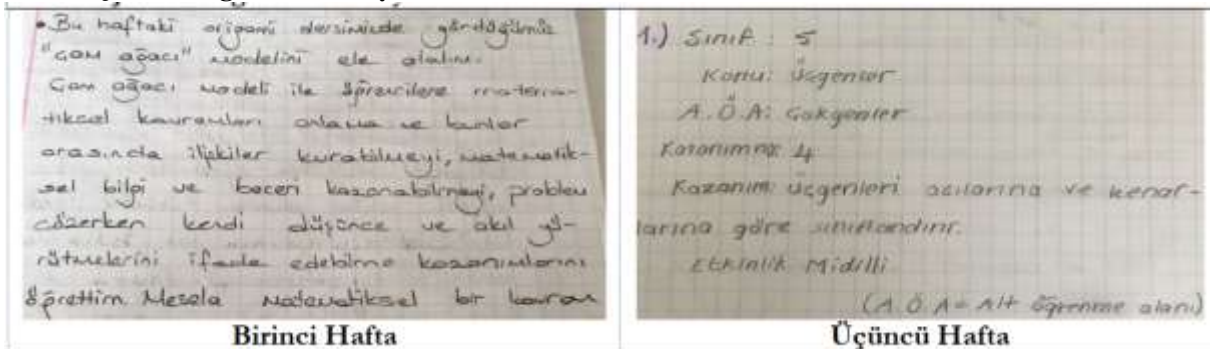 • Bu haftaki origami dersimizde gördüğümüz
"çam ağacı" modelini ele alalım.
Çam ağacı modeli ile öğrencilere matema-
tiksel kavramları anlama ve bunlar
arasında ilişkiler kurabilmeyi, matematik-
sel bilgi ve beceri kazanabilmeyi, problem
çözerken kendi düşünce ve akıl yü-
rütmelerini ifade edebilme kazanımlarını
öğrettim. Mesela matematiksel bir kavram
Birinci Hafta
1.) Sınıf : 5
Konu: Üçgenler
A.Ö.A: Çokgenler
Kazanım no: 4
Kazanım: Üçgenleri açılarına ve kenar-
larına göre sınıflandırır.
Etkinlik Midilli
(A.Ö.A = Alt öğrenme alanı)
Üçüncü Hafta